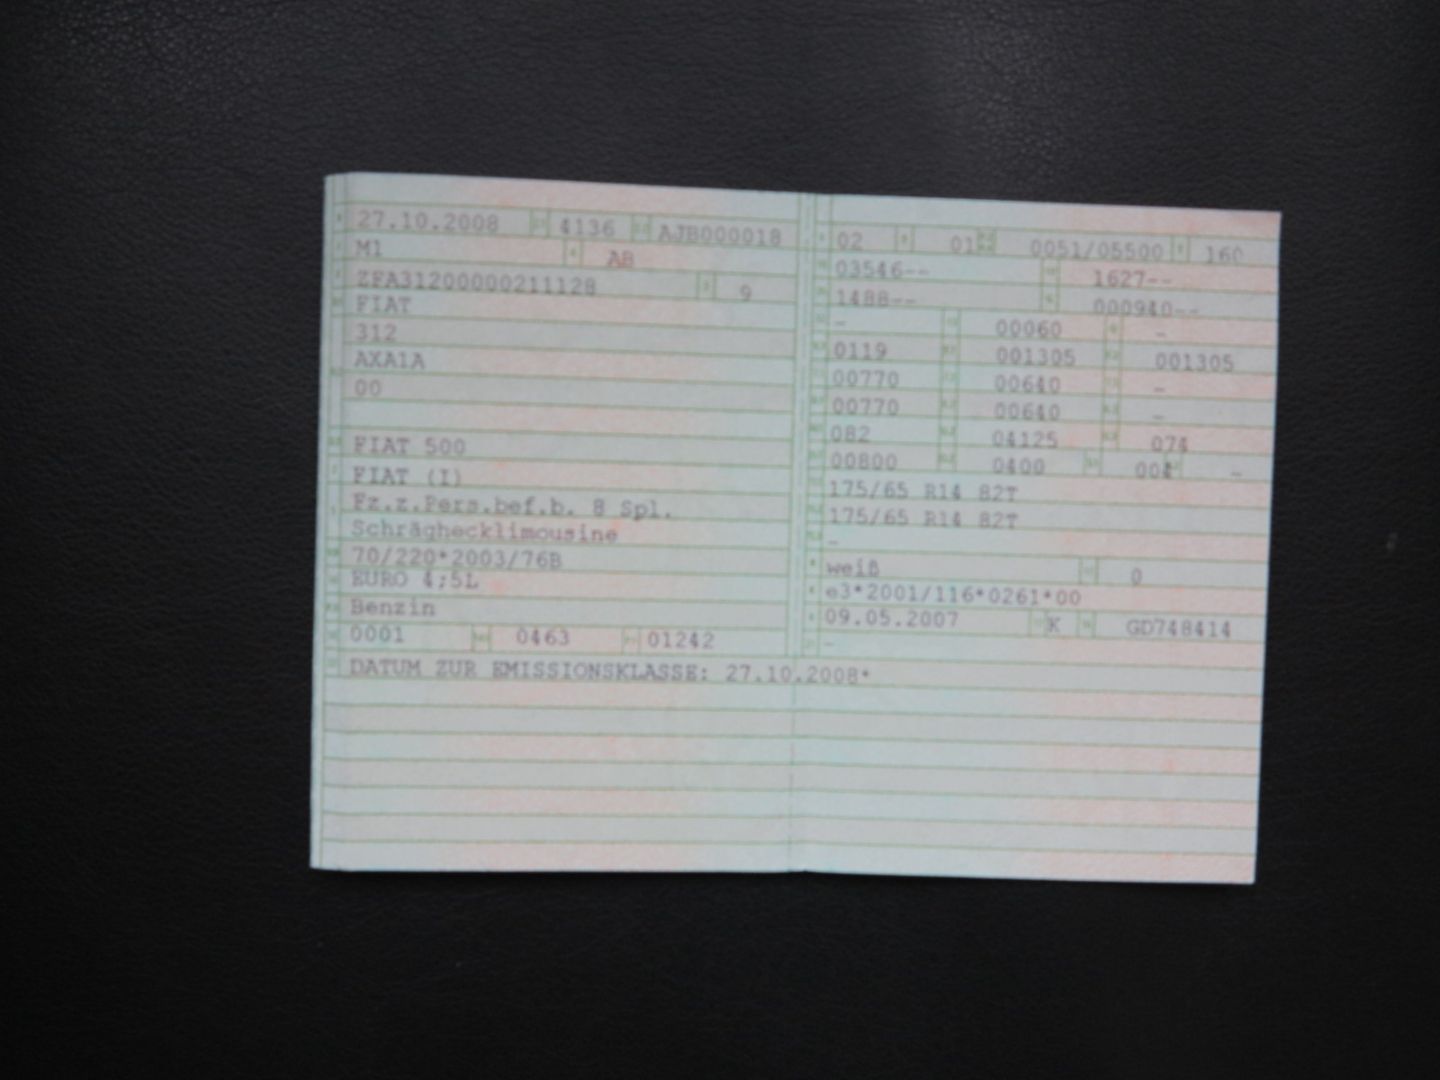 27.10.2008 4136 AJB000018
M1 AB
ZFA31200000211128 9
FIAT
312
AXA1A
00
FIAT 500
FIAT (I)
Fz.z.Pers.bef.b. 8 Spl.
Schräghecklimousine
70/220*2003/76B
EURO 4;5L
Benzin
0001 0463 01242
02 01 0051/05500 160
03546-- 1627--
1488-- 000940--
- 00060 -
0119 001305 001305
00770 00640 -
00770 00640 -
082 04125 074
00800 0400 004 -
175/65 R14 82T
175/65 R14 82T
-
weiß 0
e3*2001/116*0261*00
09.05.2007 K GD748414
-
DATUM ZUR EMISSIONSKLASSE: 27.10.2008*